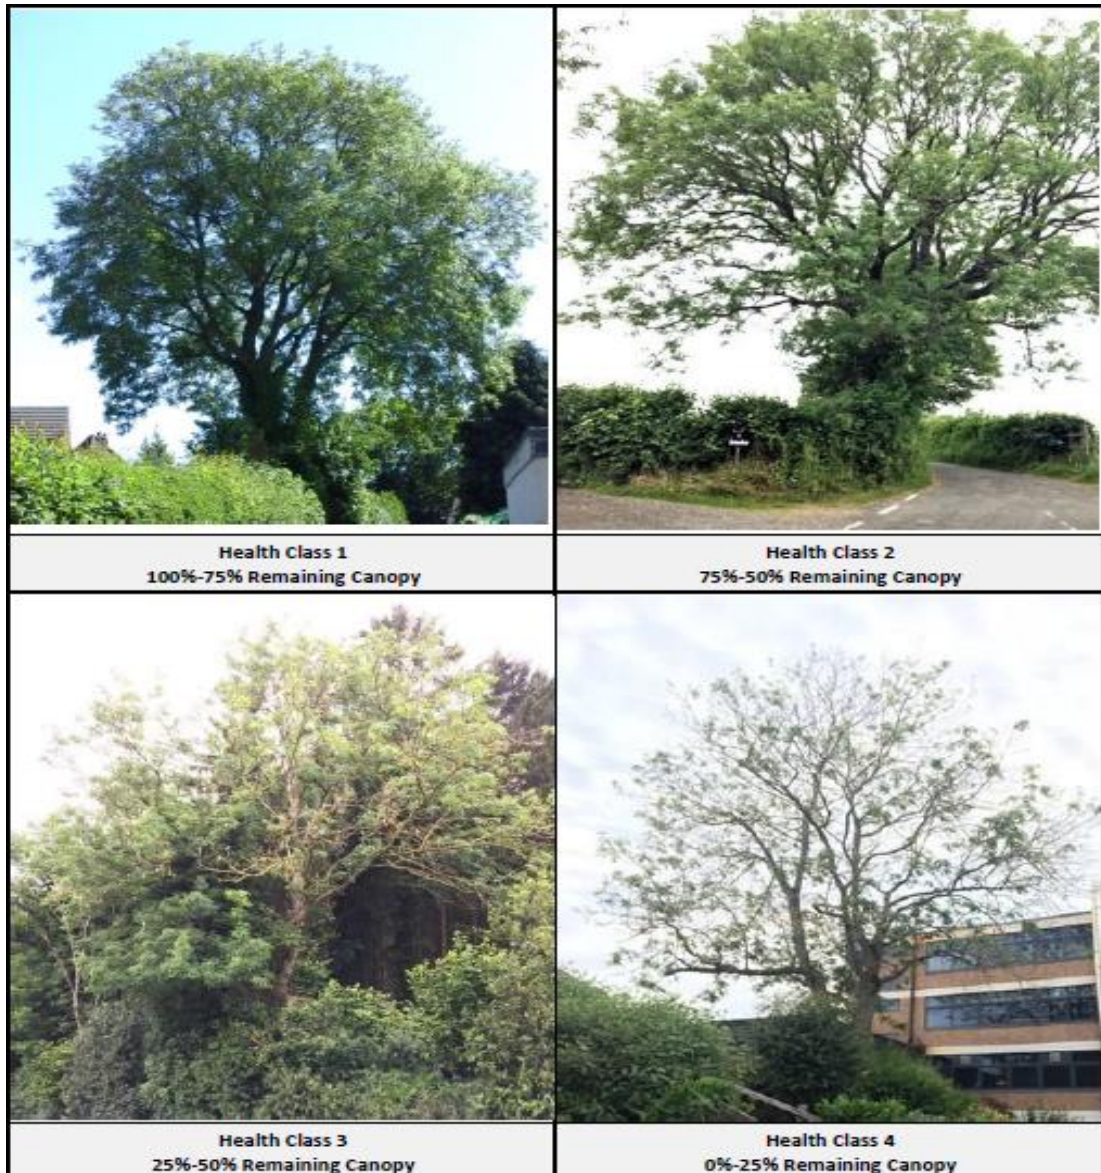 Health Class 1
100%-75% Remaining Canopy
Health Class 2
75%-50% Remaining Canopy
Health Class 3
25%-50% Remaining Canopy
Health Class 4
0%-25% Remaining Canopy